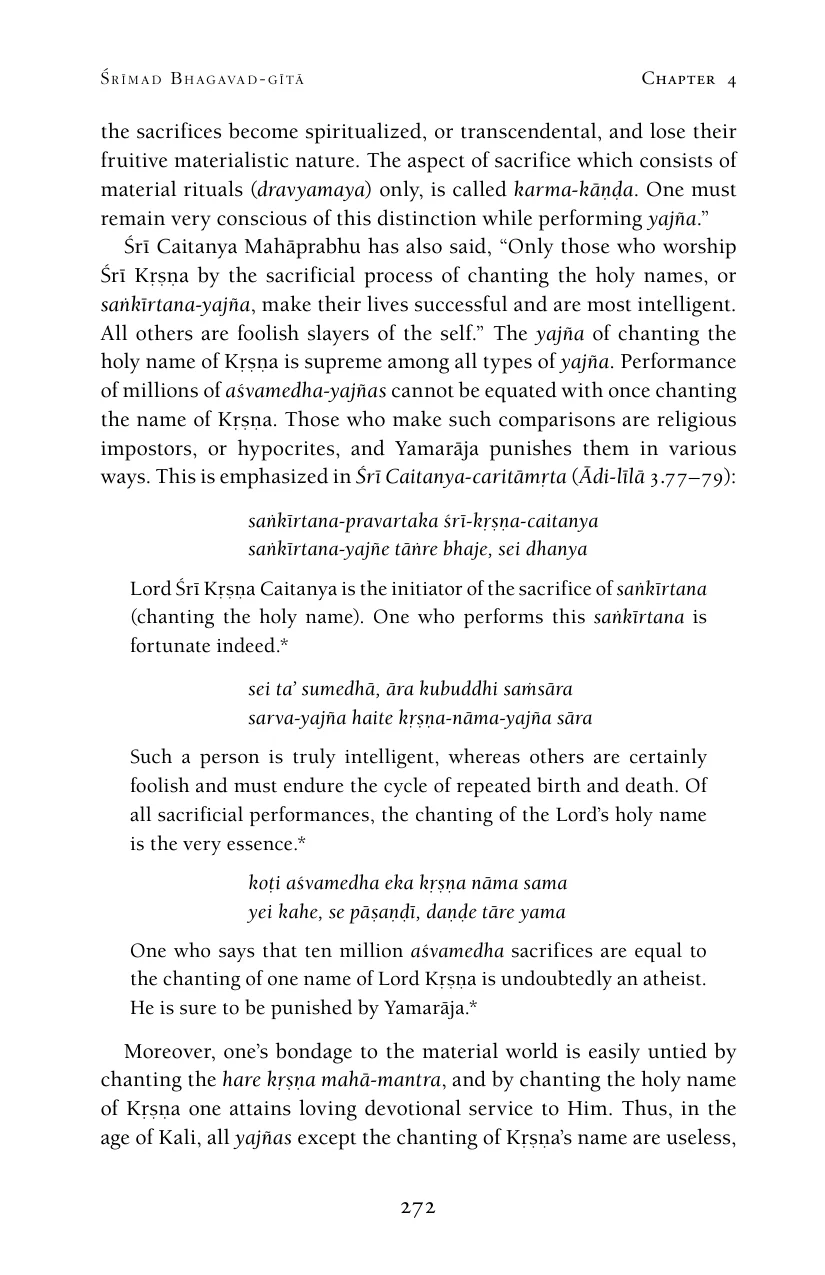 Śrīmad Bhagavad-gītā Chapter 4
the sacrifices become spiritualized, or transcendental, and lose their
fruitive materialistic nature. The aspect of sacrifice which consists of
material rituals (dravyamaya) only, is called karma-kāṇḍa. One must
remain very conscious of this distinction while performing yajña.”
Śrī Caitanya Mahāprabhu has also said, “Only those who worship
Śrī Kṛṣṇa by the sacrificial process of chanting the holy names, or
saṅkīrtana-yajña, make their lives successful and are most intelligent.
All others are foolish slayers of the self.” The yajña of chanting the
holy name of Kṛṣṇa is supreme among all types of yajña. Performance
of millions of aśvamedha-yajñas cannot be equated with once chanting
the name of Kṛṣṇa. Those who make such comparisons are religious
impostors, or hypocrites, and Yamarāja punishes them in various
ways. This is emphasized in Śrī Caitanya-caritāmṛta (Ādi-līlā 3.77–79):
saṅkīrtana-pravartaka śrī-kṛṣṇa-caitanya
saṅkīrtana-yajñe tāṅre bhaje, sei dhanya
Lord Śrī Kṛṣṇa Caitanya is the initiator of the sacrifice of saṅkīrtana
(chanting the holy name). One who performs this saṅkīrtana is
fortunate indeed.*
sei ta’ sumedhā, āra kubuddhi saṁsāra
sarva-yajña haite kṛṣṇa-nāma-yajña sāra
Such a person is truly intelligent, whereas others are certainly
foolish and must endure the cycle of repeated birth and death. Of
all sacrificial performances, the chanting of the Lord’s holy name
is the very essence.*
koṭi aśvamedha eka kṛṣṇa nāma sama
yei kahe, se pāṣaṇḍī, daṇḍe tāre yama
One who says that ten million aśvamedha sacrifices are equal to
the chanting of one name of Lord Kṛṣṇa is undoubtedly an atheist.
He is sure to be punished by Yamarāja.*
Moreover, one’s bondage to the material world is easily untied by
chanting the hare kṛṣṇa mahā-mantra, and by chanting the holy name
of Kṛṣṇa one attains loving devotional service to Him. Thus, in the
age of Kali, all yajñas except the chanting of Kṛṣṇa’s name are useless,
272